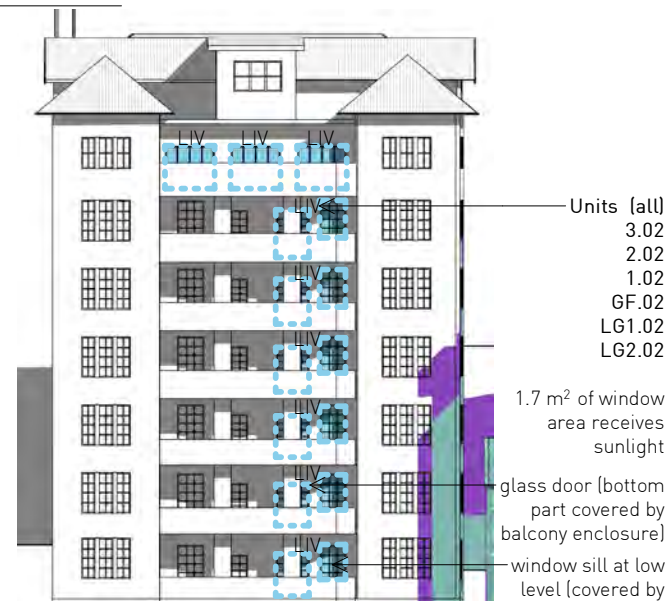 LIV LIV LIV
LIV
LIV
LIV
LIV
LIV
LIV
Units (all)
3.02
2.02
1.02
GF.02
LG1.02
LG2.02
1.7 m² of window
area receives
sunlight
glass door (bottom
part covered by
balcony enclosure)
window sill at low
level (covered by